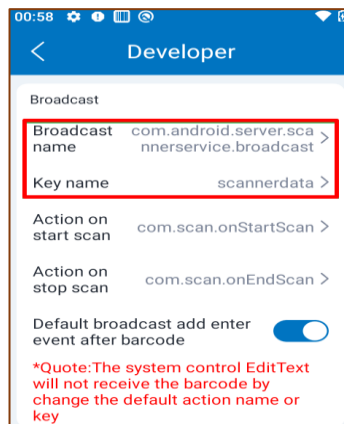 00:58
Developer
Broadcast
Broadcast com.android.server.sca
name nnerservice.broadcast >
Key name scannerdata >
Action on
start scan com.scan.onStartScan >
Action on
stop scan com.scan.onEndScan >
Default broadcast add enter
event after barcode
*Quote:The system control EditText
will not receive the barcode by
change the default action name or
key